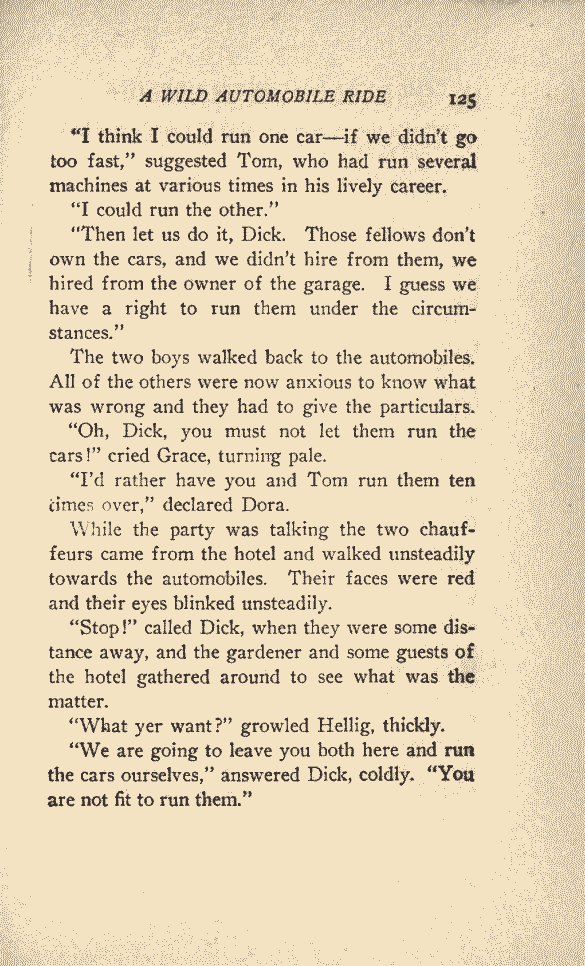 A WILD AUTOMOBILE RIDE 125
“I think I could run one car—if we didn’t go
too fast,” suggested Tom, who had run several
machines at various times in his lively career.
“I could run the other.”
“Then let us do it, Dick. Those fellows don’t
own the cars, and we didn’t hire from them, we
hired from the owner of the garage. I guess we
have a right to run them under the circum-
stances.”
The two boys walked back to the automobiles.
All of the others were now anxious to know what
was wrong and they had to give the particulars.
“Oh, Dick, you must not let them run the
cars!” cried Grace, turning pale.
“I’d rather have you and Tom run them ten
times over,” declared Dora.
While the party was talking the two chauf-
feurs came from the hotel and walked unsteadily
towards the automobiles. Their faces were red
and their eyes blinked unsteadily.
“Stop!” called Dick, when they were some dis-
tance away, and the gardener and some guests of
the hotel gathered around to see what was the
matter.
“What yer want?” growled Hellig, thickly.
“We are going to leave you both here and run
the cars ourselves,” answered Dick, coldly. “You
are not fit to run them.”